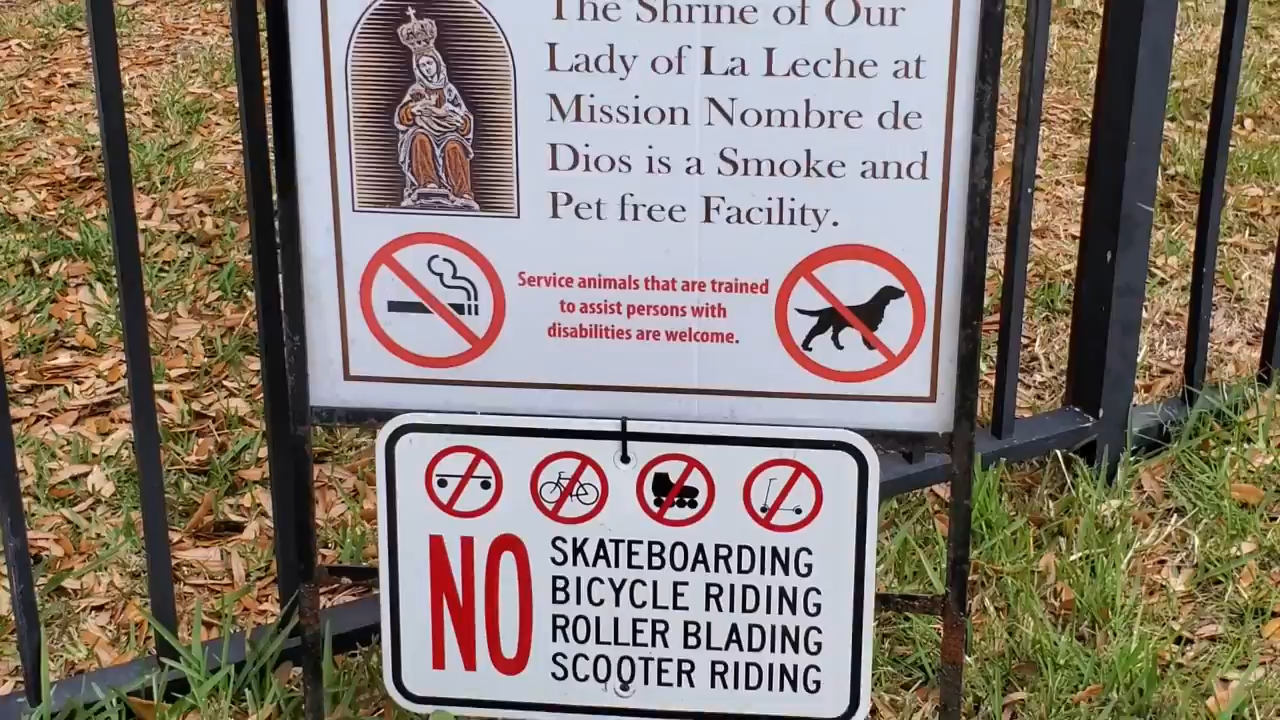 The Shrine of Our
Lady of La Leche at
Mission Nombre de
Dios is a Smoke and
Pet free Facility.
Service animals that are trained
to assist persons with
disabilities are welcome.
NO
SKATEBOARDING
BICYCLE RIDING
ROLLER BLADING
SCOOTER RIDING